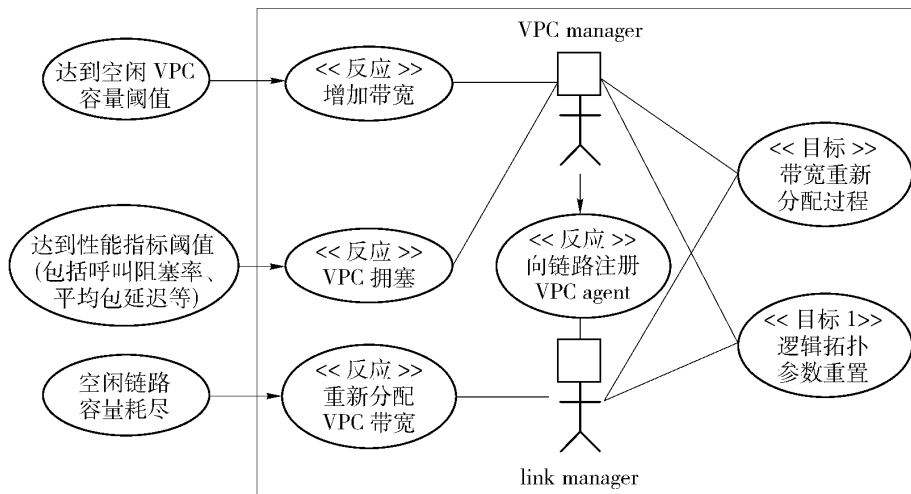 VPC manager
达到空闲 VPC
容量阈值
<< 反应 >>
增加带宽
<< 目标 >>
带宽重新
分配过程
达到性能指标阈值
(包括呼叫阻塞率、
平均包延迟等)
<< 反应 >>
VPC 拥塞
<< 反应 >>
向链路注册
VPC agent
<< 目标 1>>
逻辑拓扑
参数重置
空闲链路
容量耗尽
<< 反应 >>
重新分配
VPC 带宽
link manager